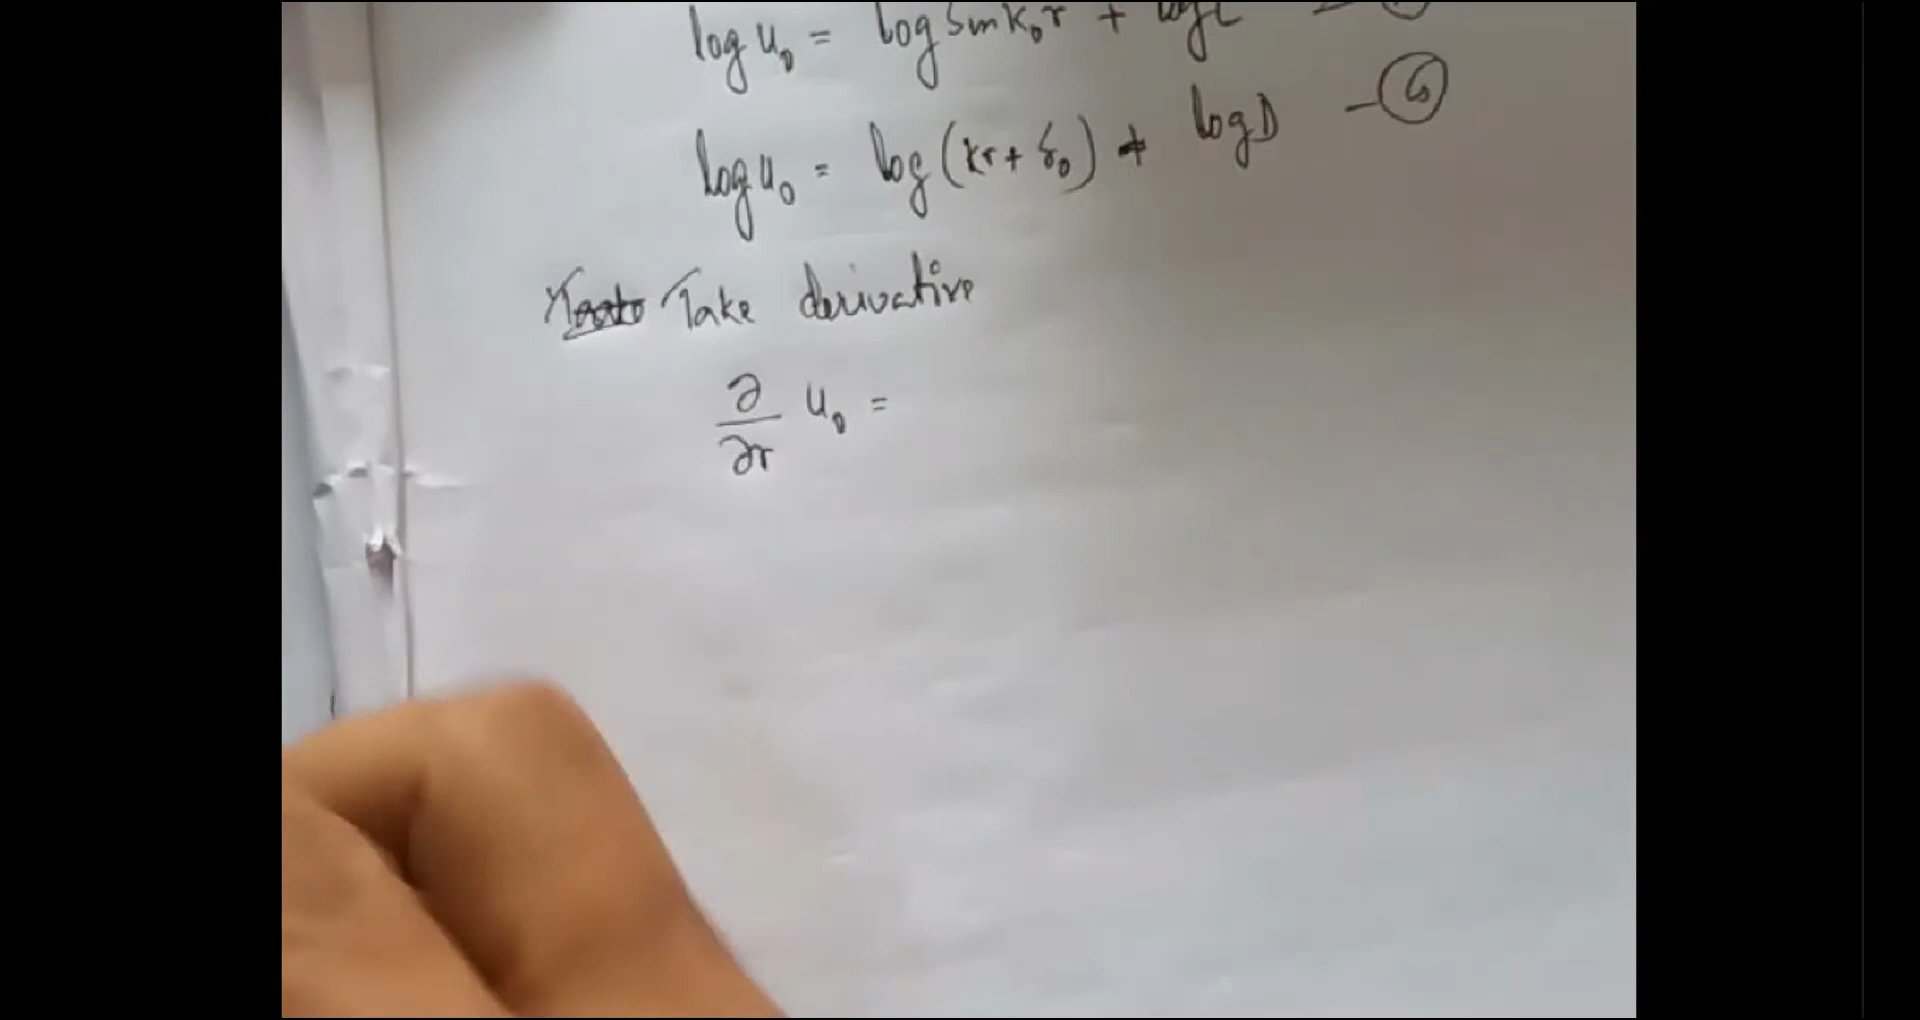 log u₀ = log Sin k₀r + log C –
log u₀ = log (kr + δ₀) + log D – ⑥
Take derivative
∂/∂r u₀ =